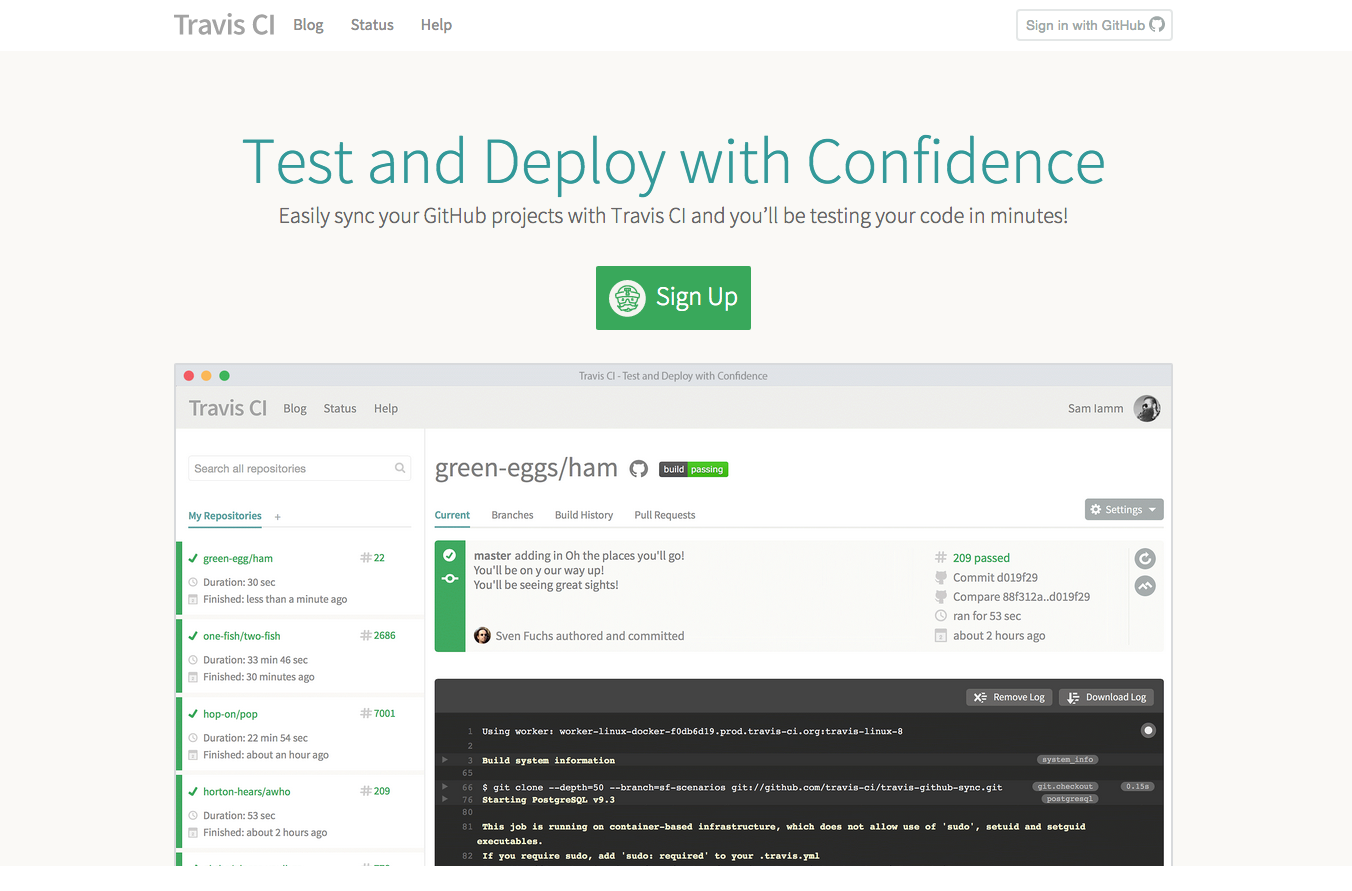 Travis CI Blog Status Help Sign in with GitHub
Test and Deploy with Confidence
Easily sync your GitHub projects with Travis CI and you’ll be testing your code in minutes!
Sign Up
Travis CI - Test and Deploy with Confidence
Travis CI Blog Status Help Sam Iamm
Search all repositories
My Repositories +
green-egg/ham # 22
Duration: 30 sec
Finished: less than a minute ago
one-fish/two-fish # 2686
Duration: 33 min 46 sec
Finished: 30 minutes ago
hop-on/pop # 7001
Duration: 22 min 54 sec
Finished: about an hour ago
horton-hears/awho # 209
Duration: 53 sec
Finished: about 2 hours ago
green-eggs/ham build passing
Current Branches Build History Pull Requests Settings
master adding in Oh the places you'll go!
You'll be on y our way up!
You'll be seeing great sights!
Sven Fuchs authored and committed
# 209 passed
Commit d019f29
Compare 88f312a..d019f29
ran for 53 sec
about 2 hours ago
Remove Log Download Log
1 Using worker: worker-linux-docker-f0db6d19.prod.travis-ci.org:travis-linux-8
2
3 Build system information system_info
65
66 $ git clone --depth=50 --branch=sf-scenarios git://github.com/travis-ci/travis-github-sync.git git.checkout 0.15s
76 Starting PostgreSQL v9.3 postgresql
80
81 This job is running on container-based infrastructure, which does not allow use of 'sudo', setuid and setguid
executables.
82 If you require sudo, add 'sudo: required' to your .travis.yml